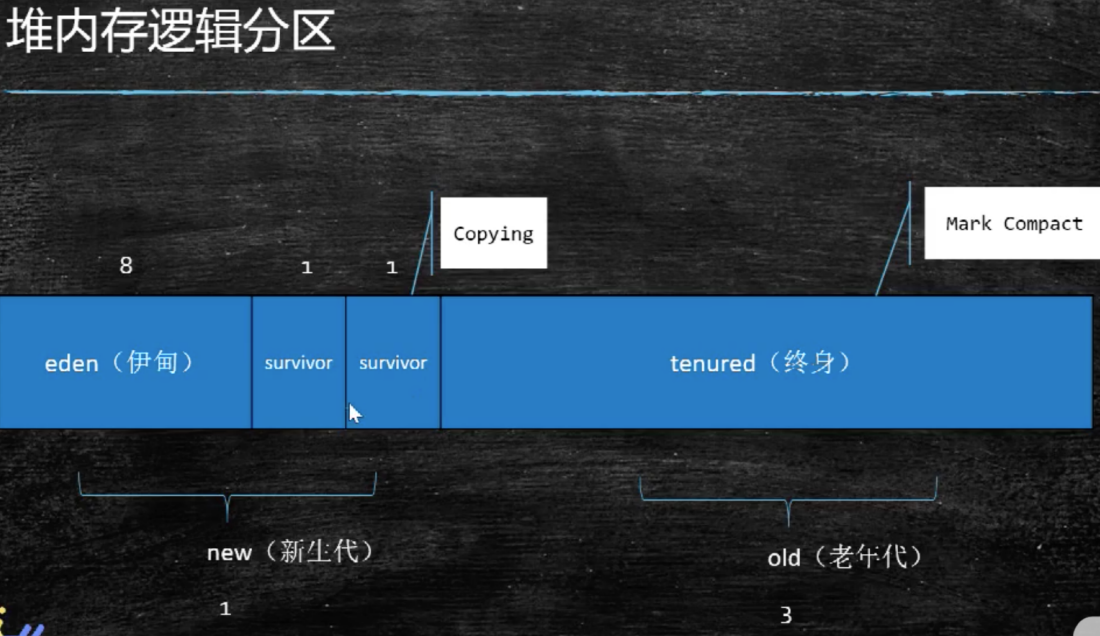 堆内存逻辑分区
Copying
Mark Compact
8
1
1
eden（伊甸）
survivor
survivor
tenured（终身）
new（新生代）
old（老年代）
1
3